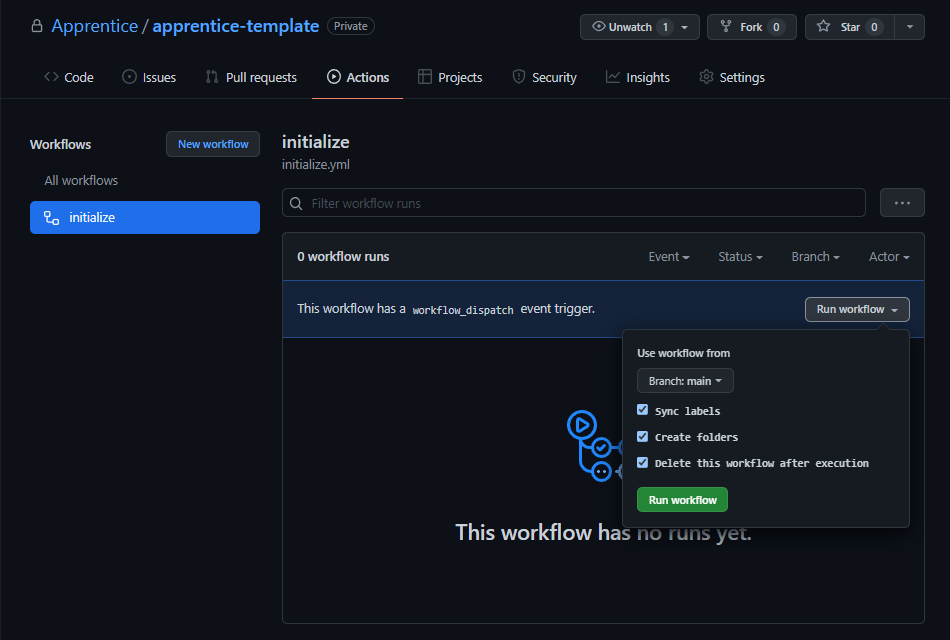 Apprentice / apprentice-template Private
Unwatch 1
Fork 0
Star 0
Code
Issues
Pull requests
Actions
Projects
Security
Insights
Settings
Workflows
New workflow
All workflows
initialize
initialize
initialize.yml
Filter workflow runs
0 workflow runs
Event
Status
Branch
Actor
This workflow has a workflow_dispatch event trigger.
Run workflow
Use workflow from
Branch: main
Sync labels
Create folders
Delete this workflow after execution
Run workflow
This workflow has no runs yet.